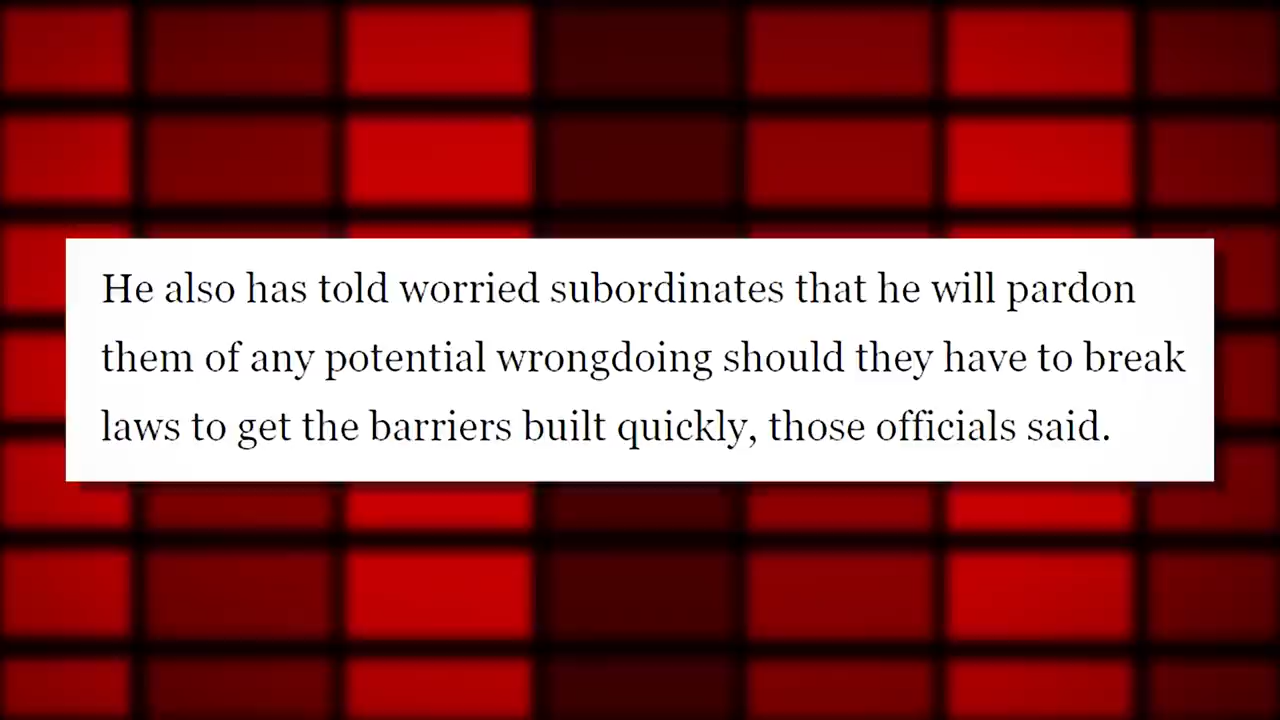 He also has told worried subordinates that he will pardon
them of any potential wrongdoing should they have to break
laws to get the barriers built quickly, those officials said.